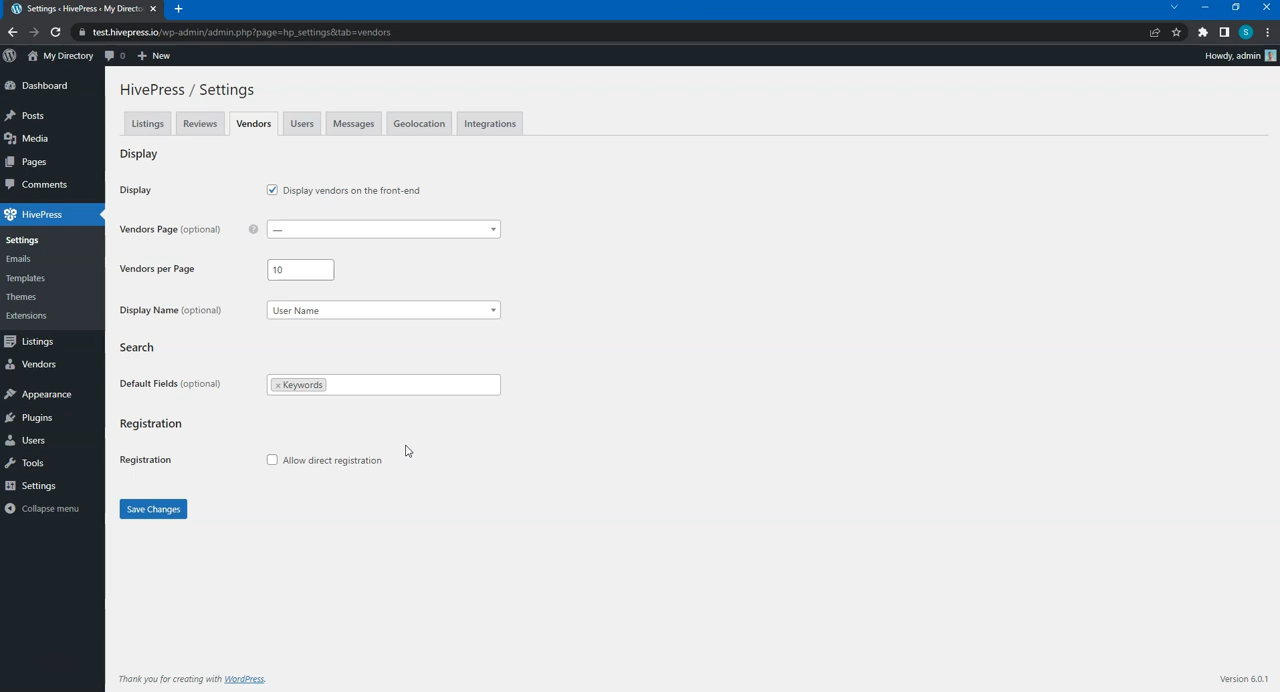 Settings ‹ HivePress ‹ My Directo
test.hivepress.io/wp-admin/admin.php?page=hp_settings&tab=vendors
S
My Directory 0 New Howdy, admin
Dashboard
Posts
Media
Pages
Comments
HivePress
Settings
Emails
Templates
Themes
Extensions
Listings
Vendors
Appearance
Plugins
Users
Tools
Settings
Collapse menu
HivePress / Settings
Listings Reviews Vendors Users Messages Geolocation Integrations
Display
Display Display vendors on the front-end
Vendors Page (optional) ? —
Vendors per Page 10
Display Name (optional) User Name
Search
Default Fields (optional) × Keywords
Registration
Registration Allow direct registration
Save Changes
Thank you for creating with WordPress. Version 6.0.1